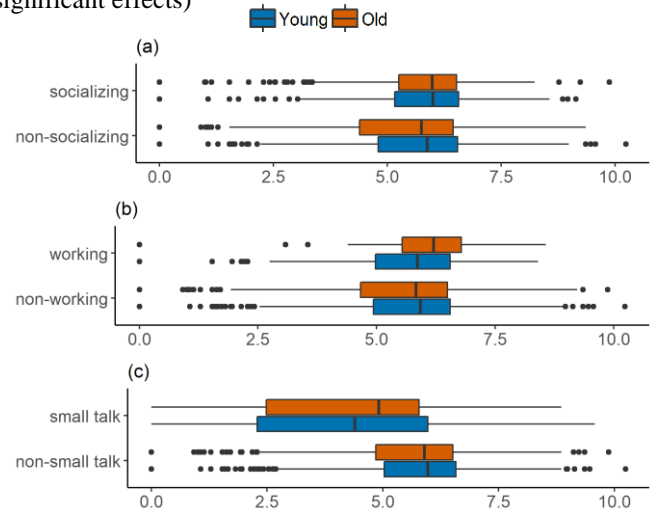 significant effects)
Young Old
(a)
socializing
non-socializing
0.0 2.5 5.0 7.5 10.0
(b)
working
non-working
0.0 2.5 5.0 7.5 10.0
(c)
small talk
non-small talk
0.0 2.5 5.0 7.5 10.0